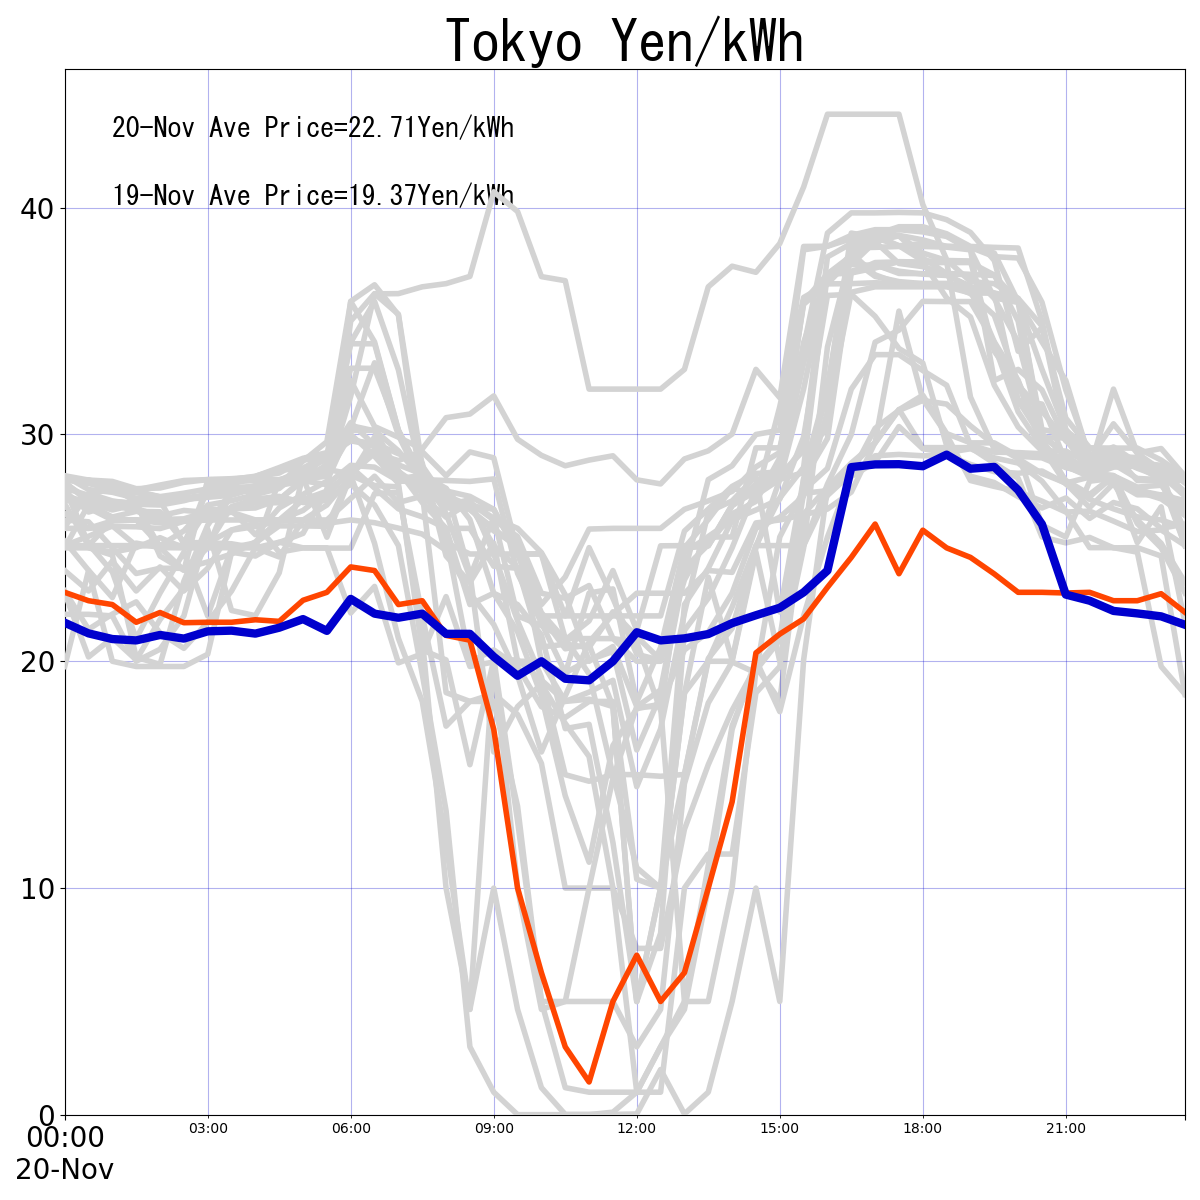 Tokyo Yen/kWh
20-Nov Ave Price=22.71Yen/kWh
19-Nov Ave Price=19.37Yen/kWh
40
30
20
10
0
00:00 03:00 06:00 09:00 12:00 15:00 18:00 21:00
20-Nov